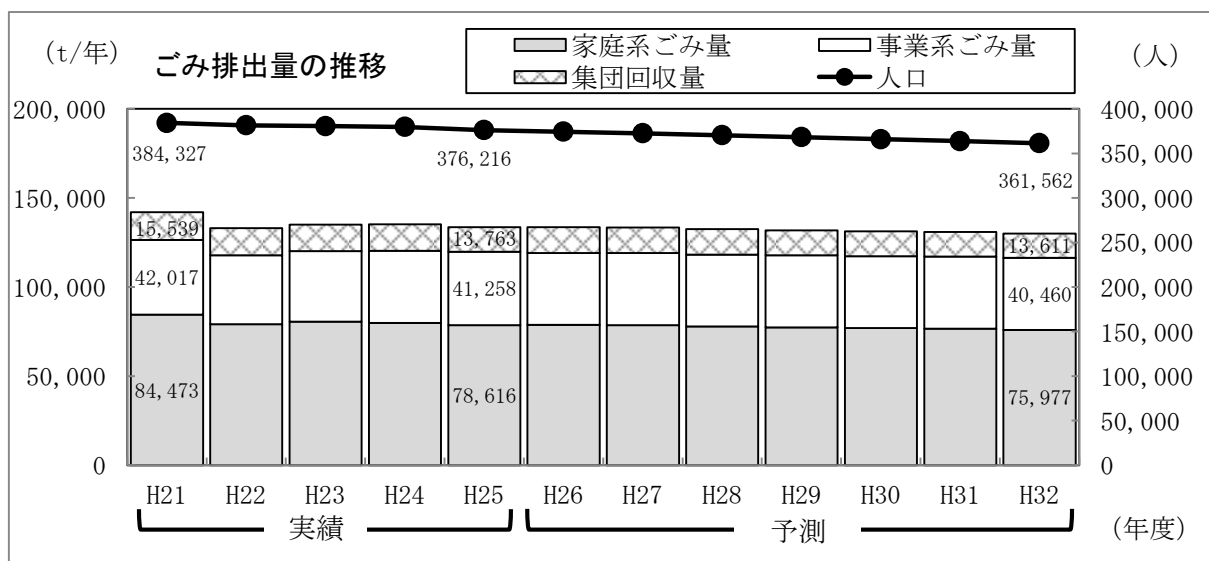 ごみ排出量の推移
(t/年)
(人)
家庭系ごみ量
事業系ごみ量
集団回収量
人口
200,000
150,000
100,000
50,000
0
400,000
350,000
300,000
250,000
200,000
150,000
100,000
50,000
0
384,327
376,216
361,562
15,539
13,763
13,611
42,017
41,258
40,460
84,473
78,616
75,977
H21 H22 H23 H24 H25 H26 H27 H28 H29 H30 H31 H32
実績
予測
(年度)